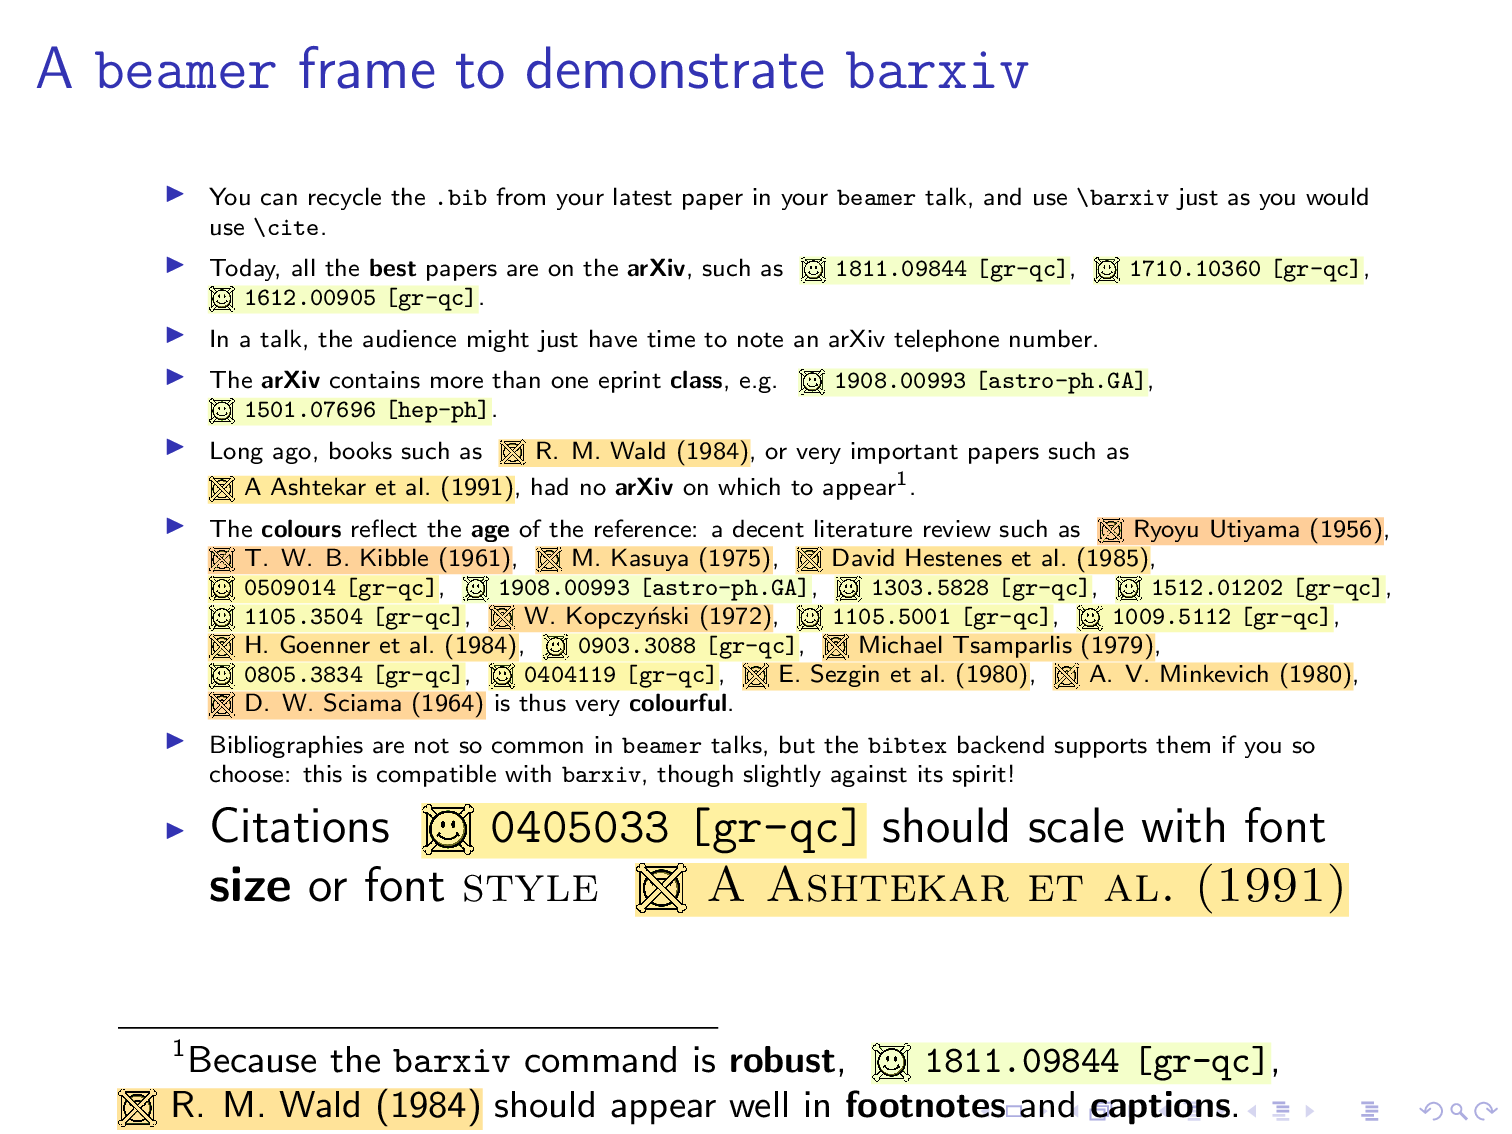 A beamer frame to demonstrate barxiv
You can recycle the .bib from your latest paper in your beamer talk, and use \barxiv just as you would
use \cite.
Today, all the best papers are on the arXiv, such as 1811.09844 [gr-qc], 1710.10360 [gr-qc],
1612.00905 [gr-qc].
In a talk, the audience might just have time to note an arXiv telephone number.
The arXiv contains more than one eprint class, e.g. 1908.00993 [astro-ph.GA],
1501.07696 [hep-ph].
Long ago, books such as R. M. Wald (1984), or very important papers such as
A Ashtekar et al. (1991), had no arXiv on which to appear1.
The colours reflect the age of the reference: a decent literature review such as Ryoyu Utiyama (1956),
T. W. B. Kibble (1961), M. Kasuya (1975), David Hestenes et al. (1985),
0509014 [gr-qc], 1908.00993 [astro-ph.GA], 1303.5828 [gr-qc], 1512.01202 [gr-qc],
1105.3504 [gr-qc], W. Kopczyński (1972), 1105.5001 [gr-qc], 1009.5112 [gr-qc],
H. Goenner et al. (1984), 0903.3088 [gr-qc], Michael Tsamparlis (1979),
0805.3834 [gr-qc], 0404119 [gr-qc], E. Sezgin et al. (1980), A. V. Minkevich (1980),
D. W. Sciama (1964) is thus very colourful.
Bibliographies are not so common in beamer talks, but the bibtex backend supports them if you so
choose: this is compatible with barxiv, though slightly against its spirit!
Citations 0405033 [gr-qc] should scale with font
size or font STYLE A ASHTEKAR ET AL. (1991)
1Because the barxiv command is robust, 1811.09844 [gr-qc],
R. M. Wald (1984) should appear well in footnotes and captions.